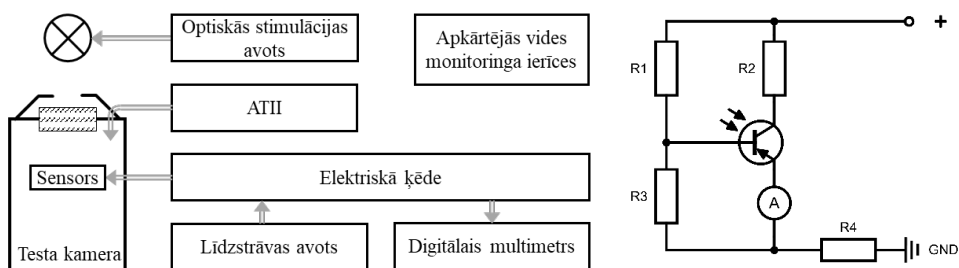 Optiskās stimulācijas
avots
Apkārtējās vides
monitoringa ierīces
ATII
Sensors
Elektriskā ķēde
Testa kamera
Līdzstrāvas avots
Digitālais multimetrs
+
R1
R2
R3
A
R4
GND